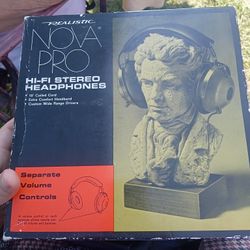 REALISTIC
NOVA
PRO
HI-FI STEREO
HEADPHONES
• 10' Coiled Cord
• Extra Comfort Headband
• Custom Wide Range Drivers
Separate
Volume
Controls